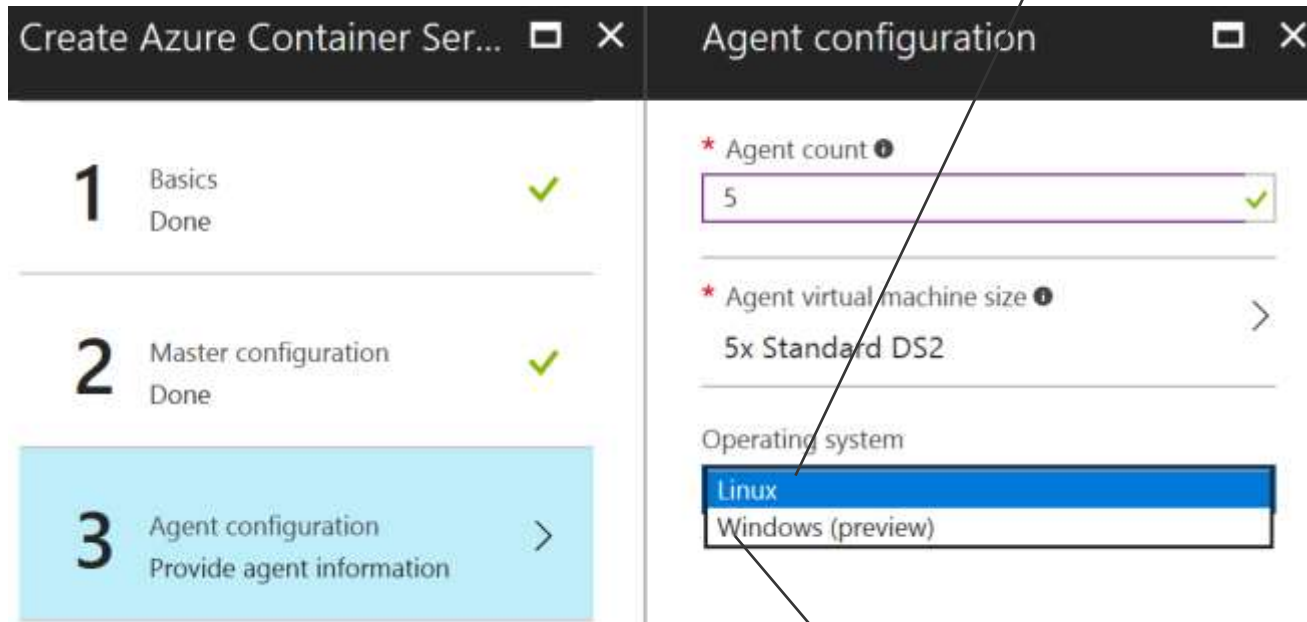 Create Azure Container Ser...
1
Basics
Done
2
Master configuration
Done
3
Agent configuration
Provide agent information
Agent configuration
* Agent count
5
* Agent virtual machine size
5x Standard DS2
Operating system
Linux
Windows (preview)